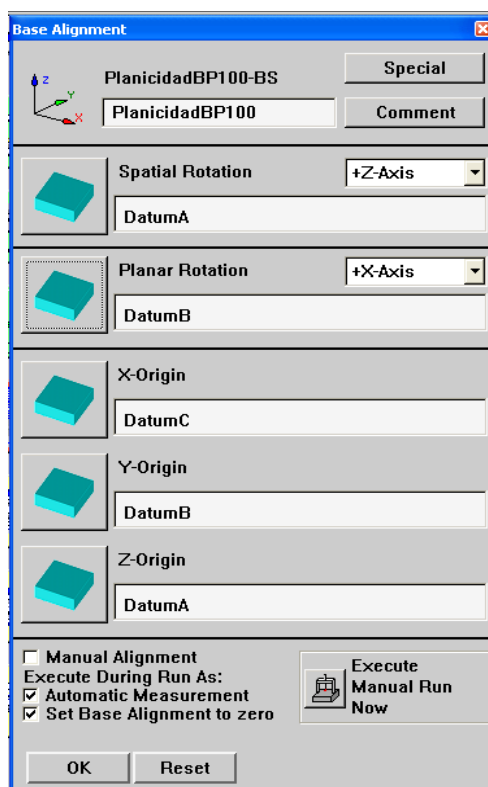 Base Alignment
Z
Y
X
PlanicidadBP100-BS
Special
PlanicidadBP100
Comment
Spatial Rotation
+Z-Axis
DatumA
Planar Rotation
+X-Axis
DatumB
X-Origin
DatumC
Y-Origin
DatumB
Z-Origin
DatumA
Manual Alignment
Execute During Run As:
Automatic Measurement
Set Base Alignment to zero
Execute
Manual Run
Now
OK
Reset